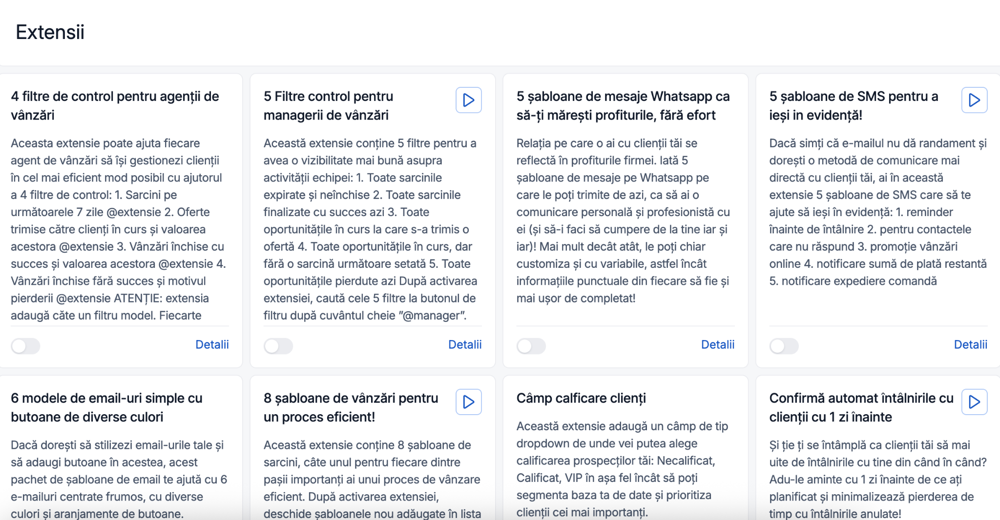 Extensii
4 filtre de control pentru agenții de
vânzări
Aceasta extensie poate ajuta fiecare
agent de vânzări să își gestionezi clienții
în cel mai eficient mod posibil cu ajutorul
a 4 filtre de control: 1. Sarcini pe
următoarele 7 zile @extensie 2. Oferte
trimise către clienți în curs și valoarea
acestora @extensie 3. Vânzări închise cu
succes și valoarea acestora @extensie 4.
Vânzări închise fără succes și motivul
pierderii @extensie ATENȚIE: extensia
adaugă căte un filtru model. Fiecarte
Detalii
5 Filtre control pentru
managerii de vânzări
Această extensie conține 5 filtre pentru a
avea o vizibilitate mai bună asupra
activității echipei: 1. Toate sarcinile
expirate și neînchise 2. Toate sarcinile
finalizate cu succes azi 3. Toate
oportunitățile în curs la care s-a trimis o
ofertă 4. Toate oportunitățile în curs, dar
fără o sarcină următoare setată 5. Toate
oportunitățile pierdute azi După activarea
extensiei, caută cele 5 filtre la butonul de
filtru după cuvântul cheie ”@manager”.
Detalii
5 șabloane de mesaje Whatsapp ca
să-ți mărești profiturile, fără efort
Relația pe care o ai cu clienții tăi se
reflectă în profiturile firmei. Iată 5
șabloane de mesaje pe Whatsapp pe
care le poți trimite de azi, ca să ai o
comunicare personală și profesionistă cu
ei (și să-i faci să cumpere de la tine iar și
iar)! Mai mult decât atât, le poți chiar
customiza și cu variabile, astfel încât
informațiile punctuale din fiecare să fie și
mai ușor de completat!
Detalii
5 șabloane de SMS pentru a
ieși in evidență!
Dacă simți că e-mailul nu dă randament și
dorești o metodă de comunicare mai
directă cu clienții tăi, ai în această
extensie 5 șabloane de SMS care să te
ajute să ieși în evidență: 1. reminder
înainte de întâlnire 2. pentru contactele
care nu răspund 3. promoție vânzări
online 4. notificare sumă de plată restantă
5. notificare expediere comandă
Detalii
6 modele de email-uri simple cu
butoane de diverse culori
Dacă dorești să stilizezi email-urile tale și
să adaugi butoane în acestea, acest
pachet de șabloane de email te ajută cu 6
e-mailuri centrate frumos, cu diverse
culori și aranjamente de butoane.
8 șabloane de vânzări pentru
un proces eficient!
Această extensie conține 8 șabloane de
sarcini, câte unul pentru fiecare dintre
pașii importanți ai unui proces de vânzare
eficient. După activarea extensiei,
deschide șabloanele nou adăugate în lista
Câmp calficare clienți
Această extensie adaugă un câmp de tip
dropdown de unde vei putea alege
calificarea prospecților tăi: Necalificat,
Calificat, VIP în așa fel încât să poți
segmenta baza ta de date și prioritiza
clienții cei mai importanți.
Confirmă automat întâlnirile cu
clienții cu 1 zi înainte
Și ție ți se întâmplă ca clienții tăi să mai
uite de întâlnirile cu tine din când în când?
Adu-le aminte cu 1 zi înainte de ce ați
planificat și minimalizează pierderea de
timp cu întâlnirile anulate!